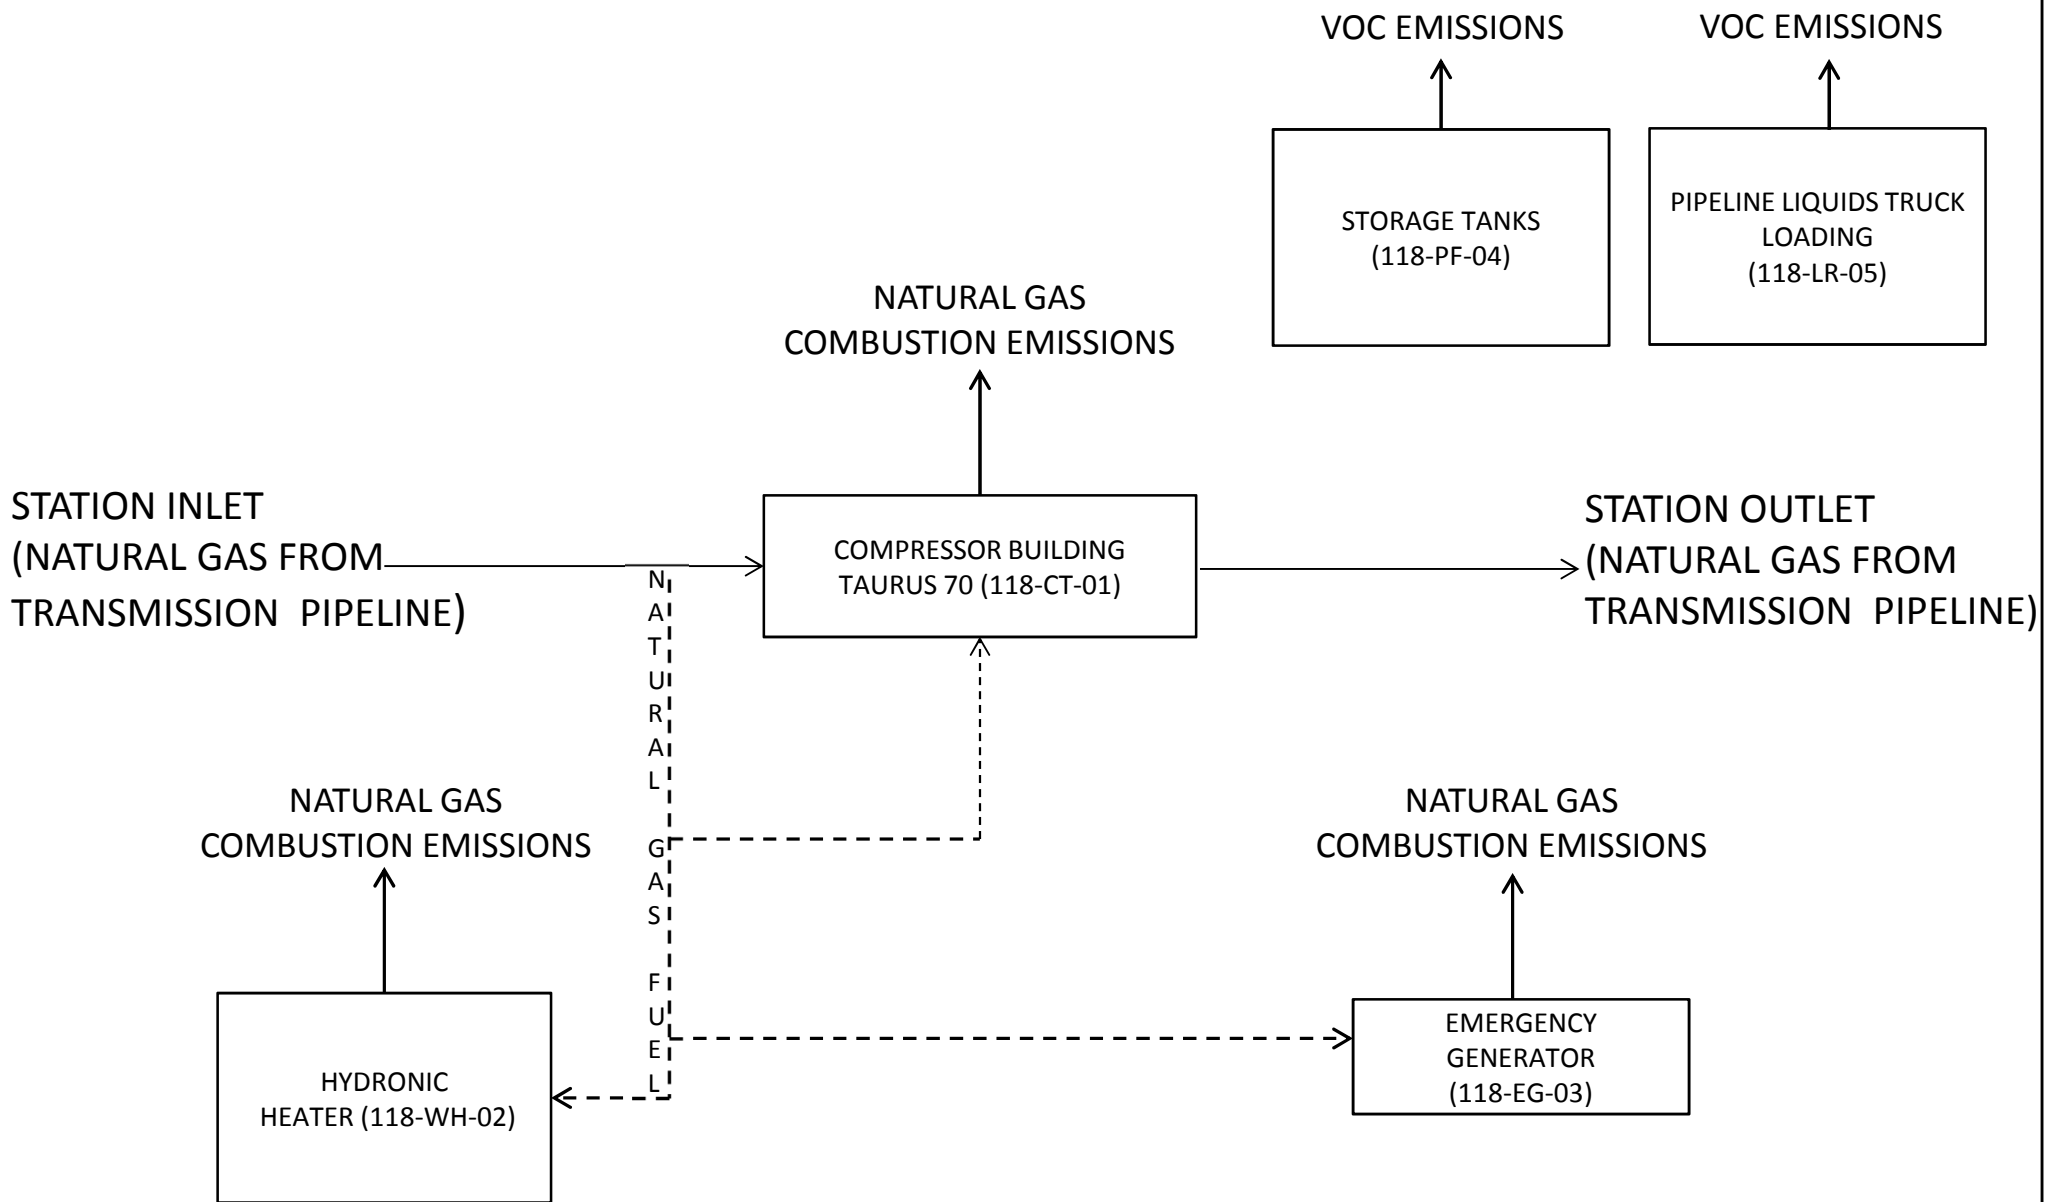 VOC EMISSIONS
VOC EMISSIONS
STORAGE TANKS
(118-PF-04)
PIPELINE LIQUIDS TRUCK
LOADING
(118-LR-05)
NATURAL GAS
COMBUSTION EMISSIONS
STATION INLET
(NATURAL GAS FROM
TRANSMISSION PIPELINE)
COMPRESSOR BUILDING
TAURUS 70 (118-CT-01)
STATION OUTLET
(NATURAL GAS FROM
TRANSMISSION PIPELINE)
NATURAL GAS FUEL
NATURAL GAS
COMBUSTION EMISSIONS
NATURAL GAS
COMBUSTION EMISSIONS
HYDRONIC
HEATER (118-WH-02)
EMERGENCY
GENERATOR
(118-EG-03)